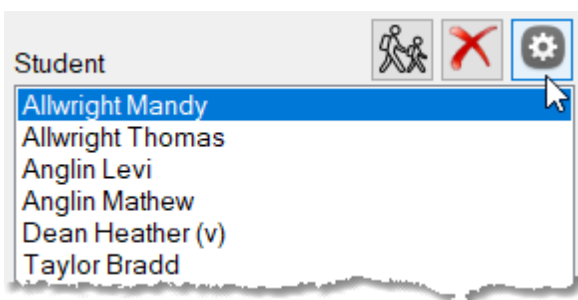 Student
Allwright Mandy
Allwright Thomas
Anglin Levi
Anglin Mathew
Dean Heather (v)
Taylor Bradd